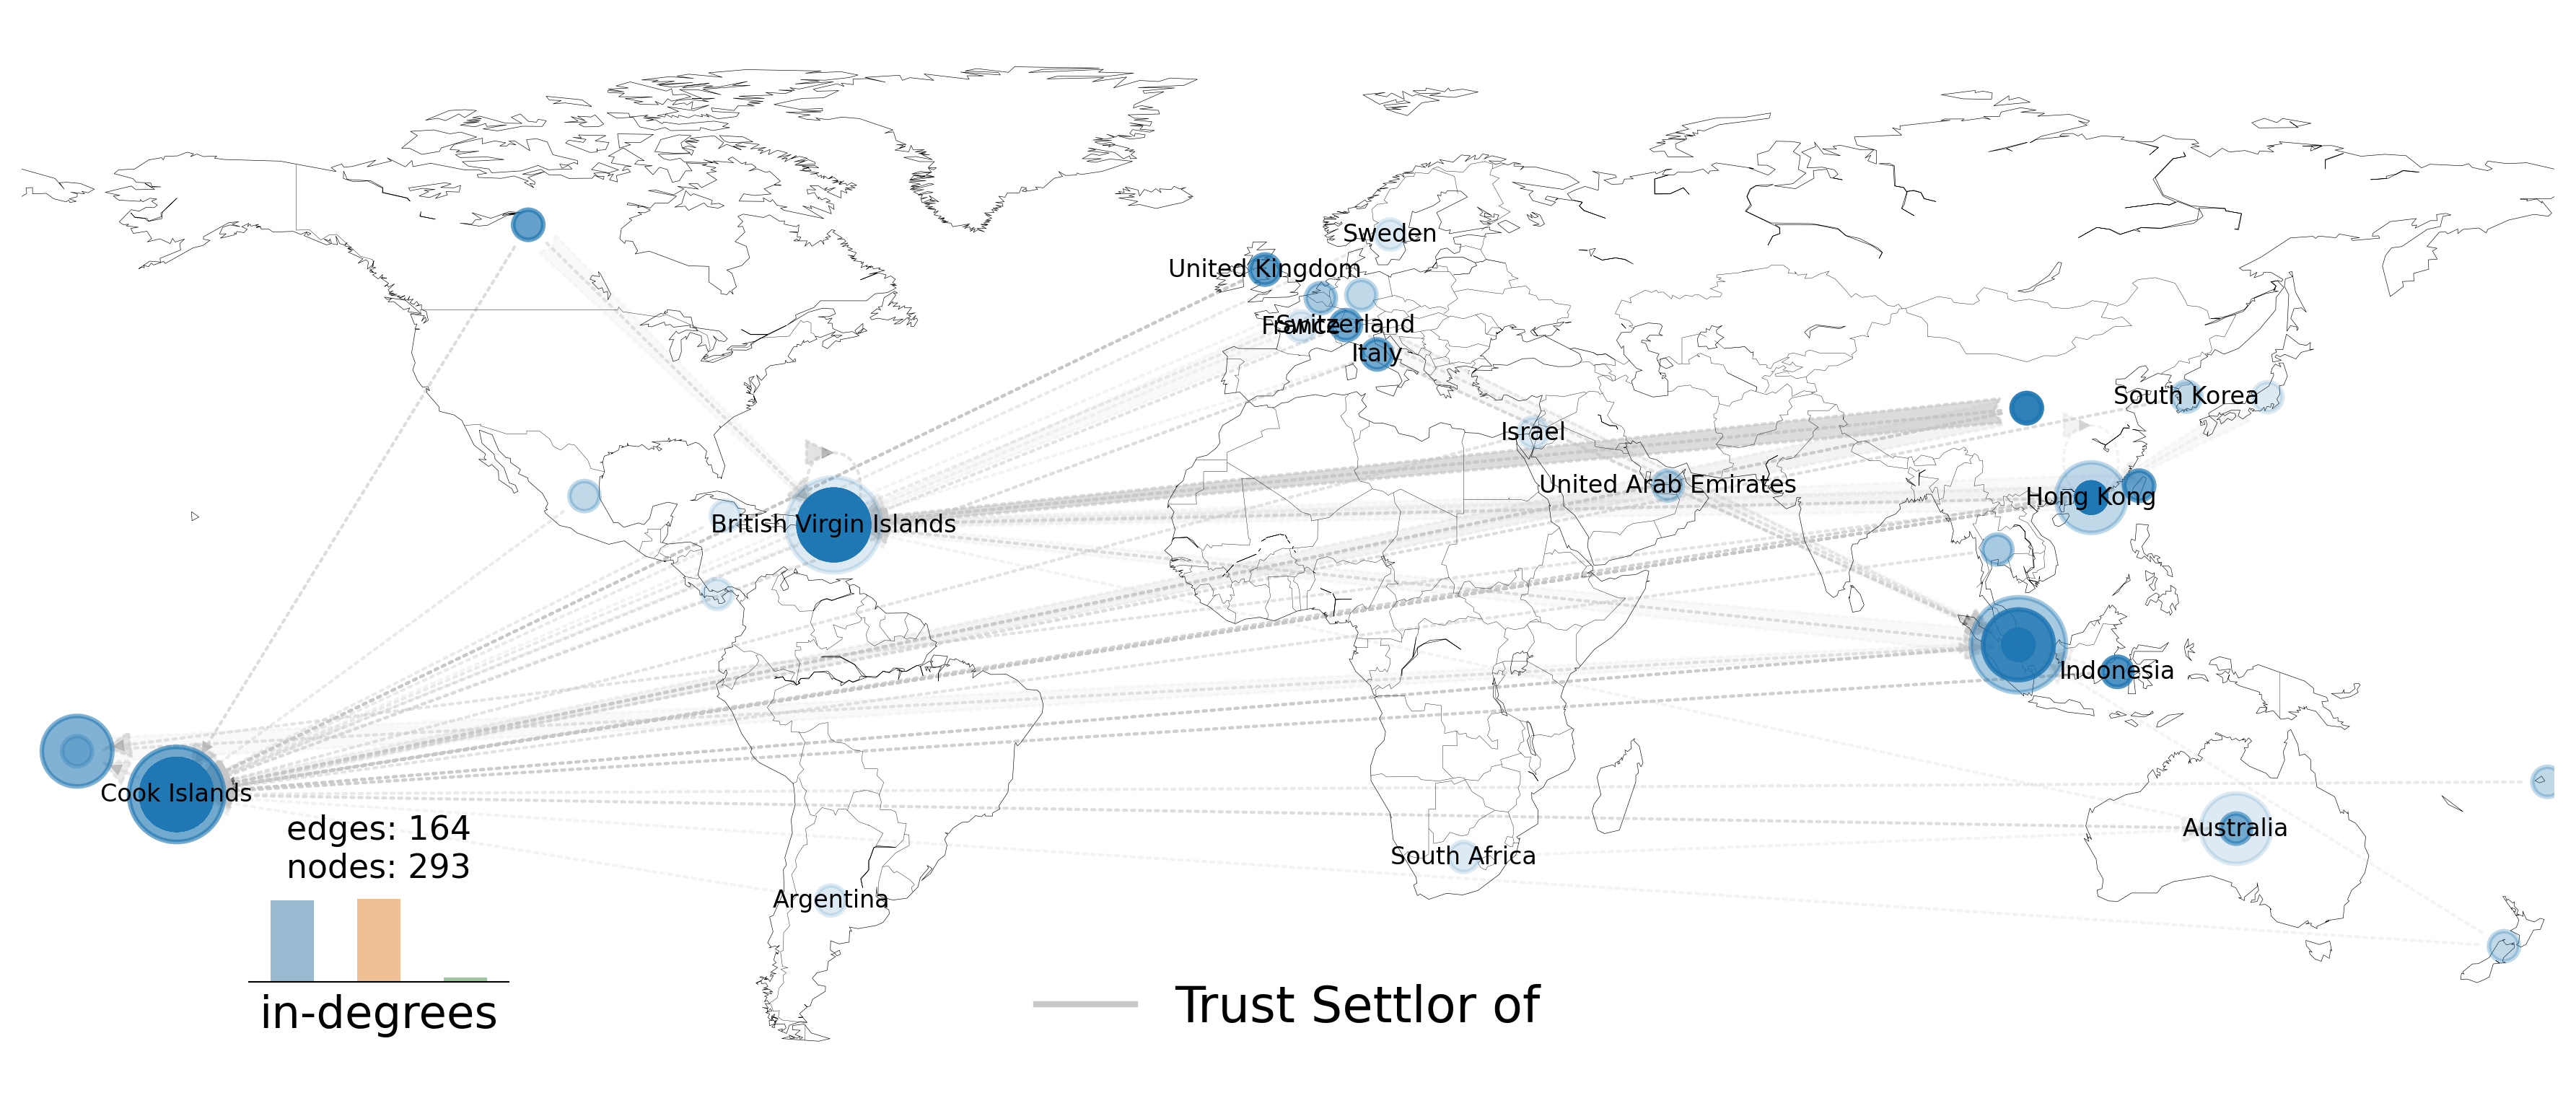 Sweden
United Kingdom
France
Switzerland
Italy
South Korea
Israel
United Arab Emirates
Hong Kong
British Virgin Islands
Indonesia
Cook Islands
edges: 164
nodes: 293
Australia
South Africa
Argentina
in-degrees
Trust Settlor of